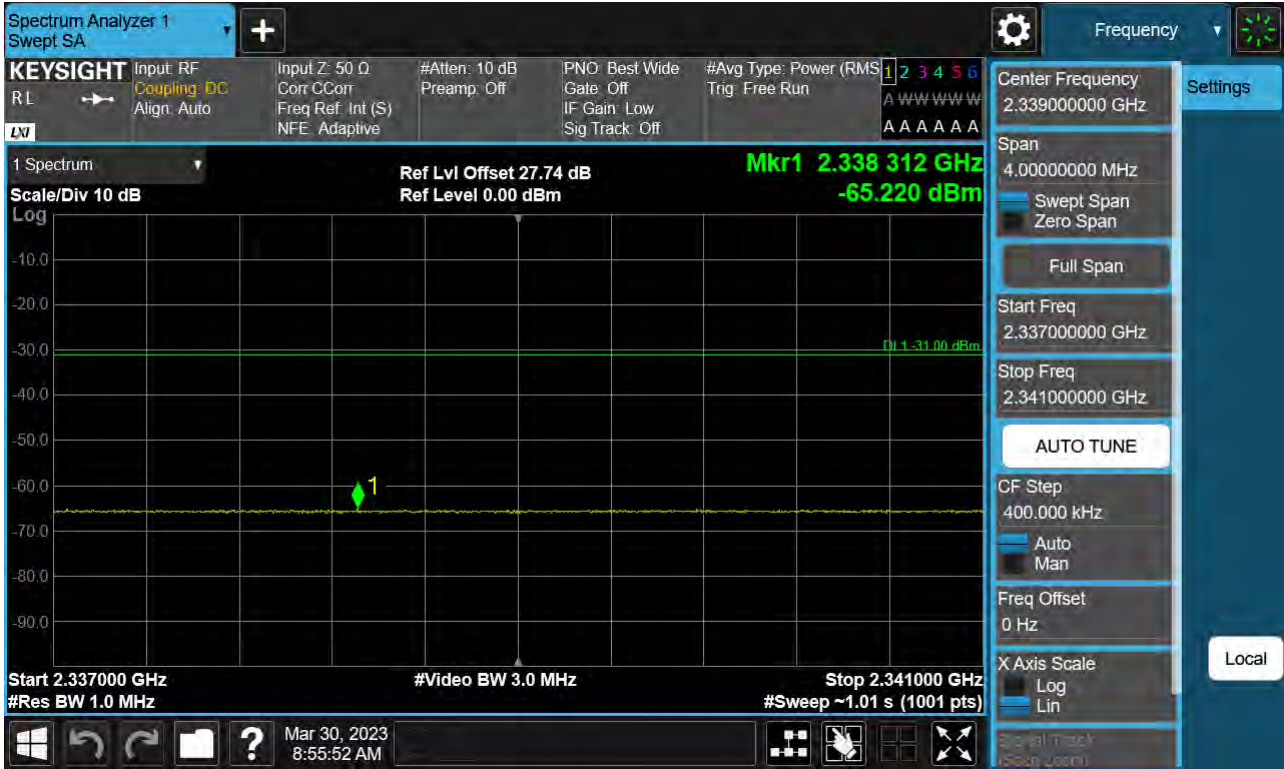 Spectrum Analyzer 1
Swept SA
Frequency
KEYSIGHT
RL
LXI
Input: RF
Coupling: DC
Align: Auto
Input Z: 50 Ω
Corr CCorr
Freq Ref: Int (S)
NFE: Adaptive
#Atten: 10 dB
Preamp: Off
PNO: Best Wide
Gate: Off
IF Gain: Low
Sig Track: Off
#Avg Type: Power (RMS
Trig: Free Run
1 2 3 4 5 6
A W W W W W
A A A A A A
1 Spectrum
Scale/Div 10 dB
Log
Ref Lvl Offset 27.74 dB
Ref Level 0.00 dBm
Mkr1 2.338 312 GHz
-65.220 dBm
-10.0
-20.0
-30.0
DL1 -31.00 dBm
-40.0
-50.0
-60.0
1
-70.0
-80.0
-90.0
Start 2.337000 GHz
#Res BW 1.0 MHz
#Video BW 3.0 MHz
Stop 2.341000 GHz
#Sweep ~1.01 s (1001 pts)
Center Frequency
2.339000000 GHz
Settings
Span
4.00000000 MHz
Swept Span
Zero Span
Full Span
Start Freq
2.337000000 GHz
Stop Freq
2.341000000 GHz
AUTO TUNE
CF Step
400.000 kHz
Auto
Man
Freq Offset
0 Hz
X Axis Scale
Log
Lin
Local
Signal Track
(Span Zoom)
?
Mar 30, 2023
8:55:52 AM